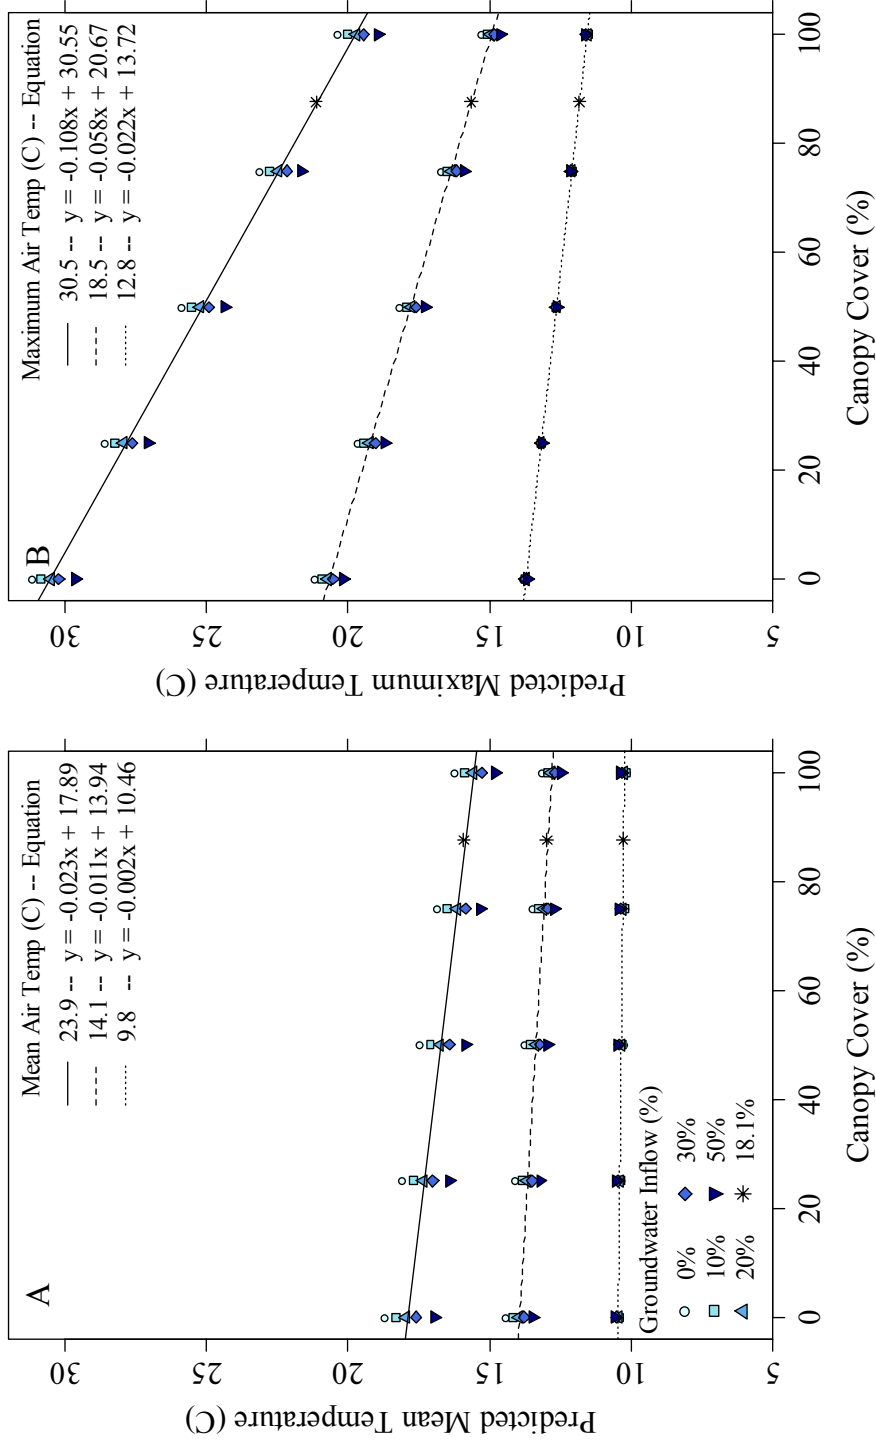 A
Mean Air Temp (C) -- Equation
23.9 -- y = -0.023x + 17.89
14.1 -- y = -0.011x + 13.94
9.8 -- y = -0.002x + 10.46
Predicted Mean Temperature (C)
30
25
20
15
10
5
Groundwater Inflow (%)
0% 30%
10% 50%
20% 18.1%
0 20 40 60 80 100
Canopy Cover (%)
B
Maximum Air Temp (C) -- Equation
30.5 -- y = -0.108x + 30.55
18.5 -- y = -0.058x + 20.67
12.8 -- y = -0.022x + 13.72
Predicted Maximum Temperature (C)
30
25
20
15
10
5
0 20 40 60 80 100
Canopy Cover (%)